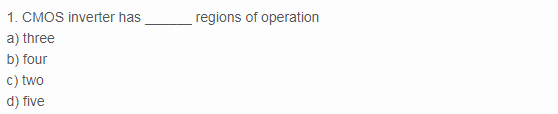 1. CMOS inverter has ______ regions of operation
a) three
b) four
c) two
d) five